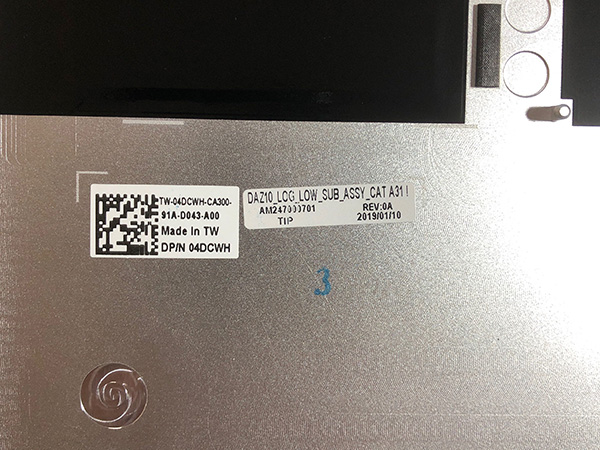 TW-04DCWH-CA300-
91A-D043-A00
Made in TW
DP/N 04DCWH
DAZ10_LCG_LOW_SUB_ASSY_CAT A31 I
AM247000701 REV:0A
TIP 2019/01/10
3